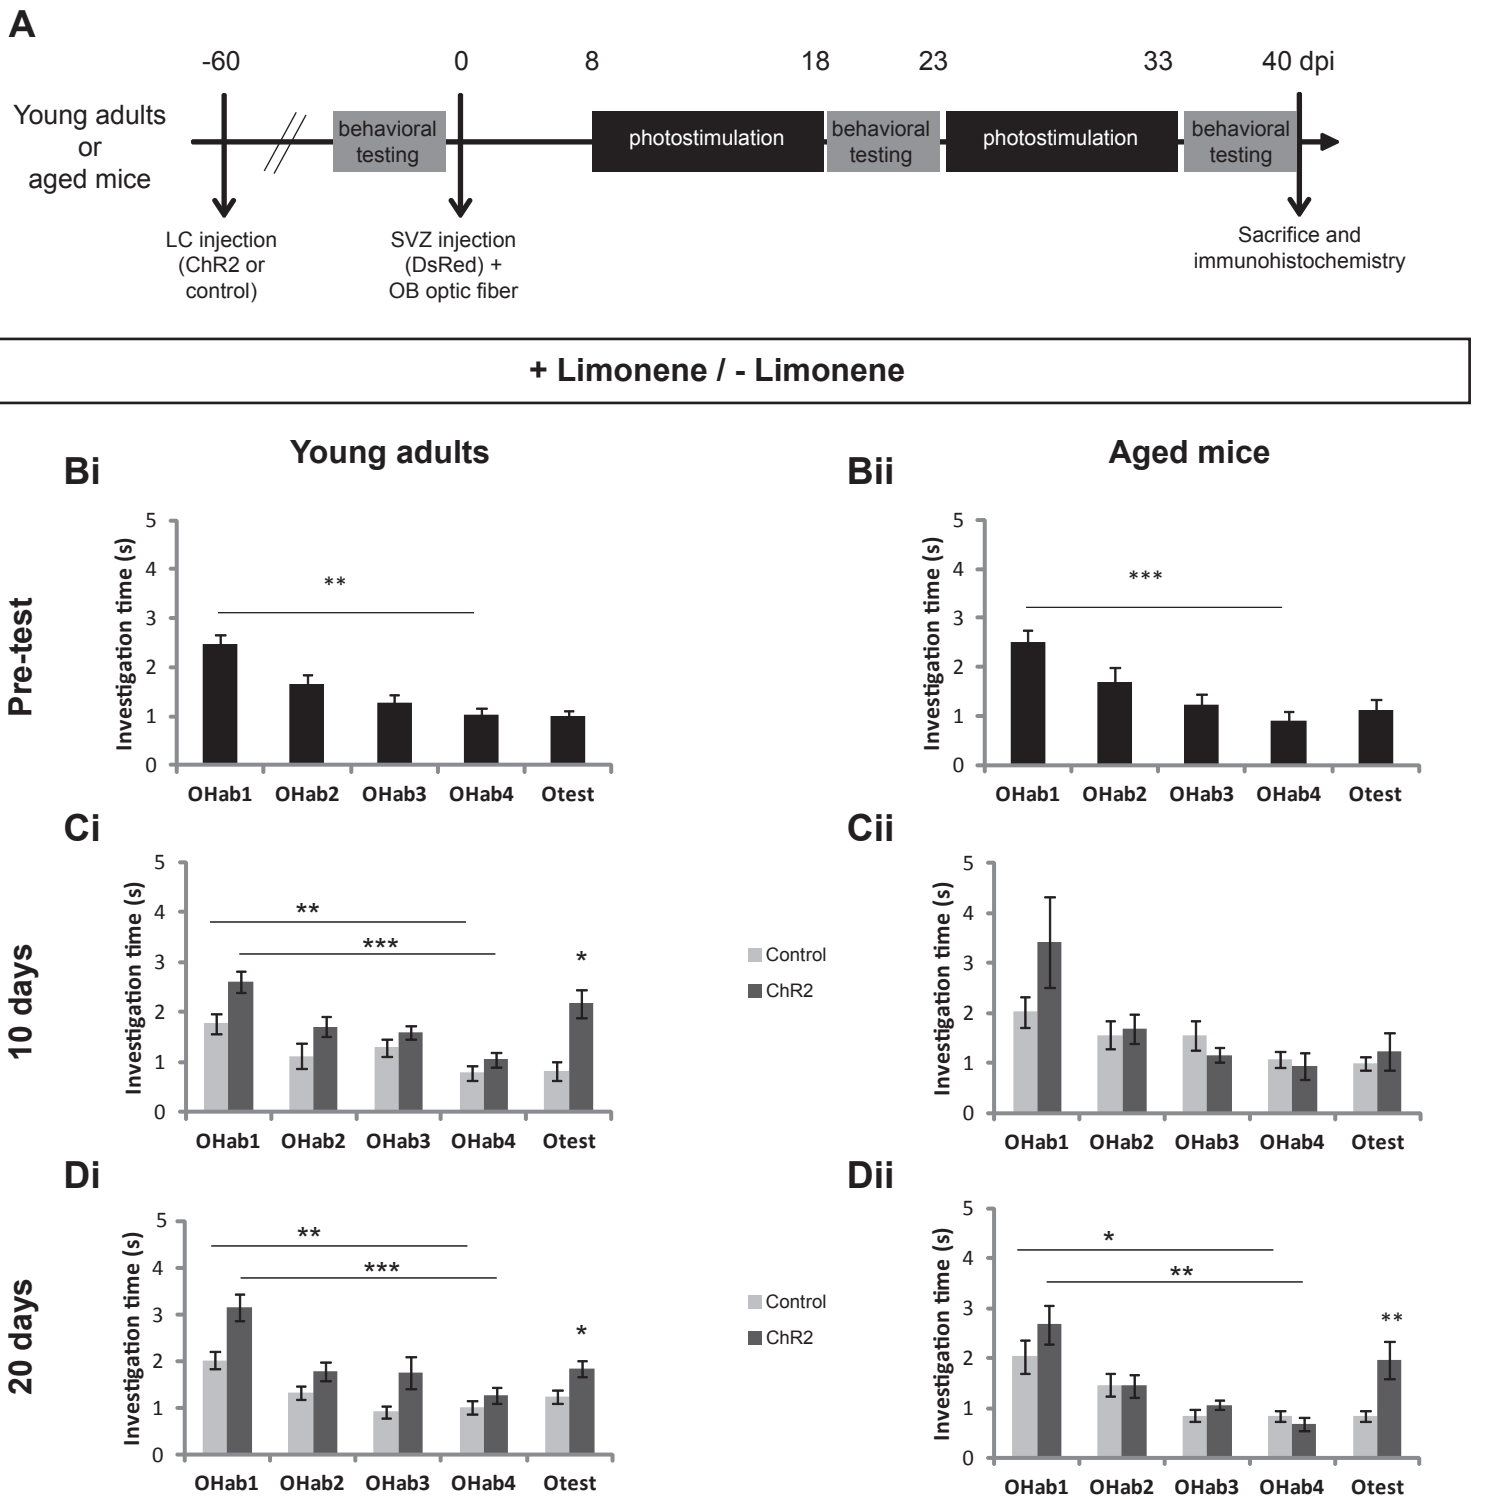 A
-60 0 8 18 23 33 40 dpi
Young adults
or
aged mice
behavioral
testing
photostimulation
behavioral
testing
photostimulation
behavioral
testing
LC injection
(ChR2 or
control)
SVZ injection
(DsRed) +
OB optic fiber
Sacrifice and
immunohistochemistry
+ Limonene / - Limonene
Young adults
Aged mice
Pre-test
Bi
Investigation time (s)
5
4
3
2
1
0
**
OHab1 OHab2 OHab3 OHab4 Otest
Bii
Investigation time (s)
5
4
3
2
1
0
***
OHab1 OHab2 OHab3 OHab4 Otest
10 days
Ci
Investigation time (s)
5
4
3
2
1
0
**
***
*
OHab1 OHab2 OHab3 OHab4 Otest
Control
ChR2
Cii
Investigation time (s)
5
4
3
2
1
0
OHab1 OHab2 OHab3 OHab4 Otest
20 days
Di
Investigation time (s)
5
4
3
2
1
0
**
***
*
OHab1 OHab2 OHab3 OHab4 Otest
Control
ChR2
Dii
Investigation time (s)
5
4
3
2
1
0
*
**
**
OHab1 OHab2 OHab3 OHab4 Otest